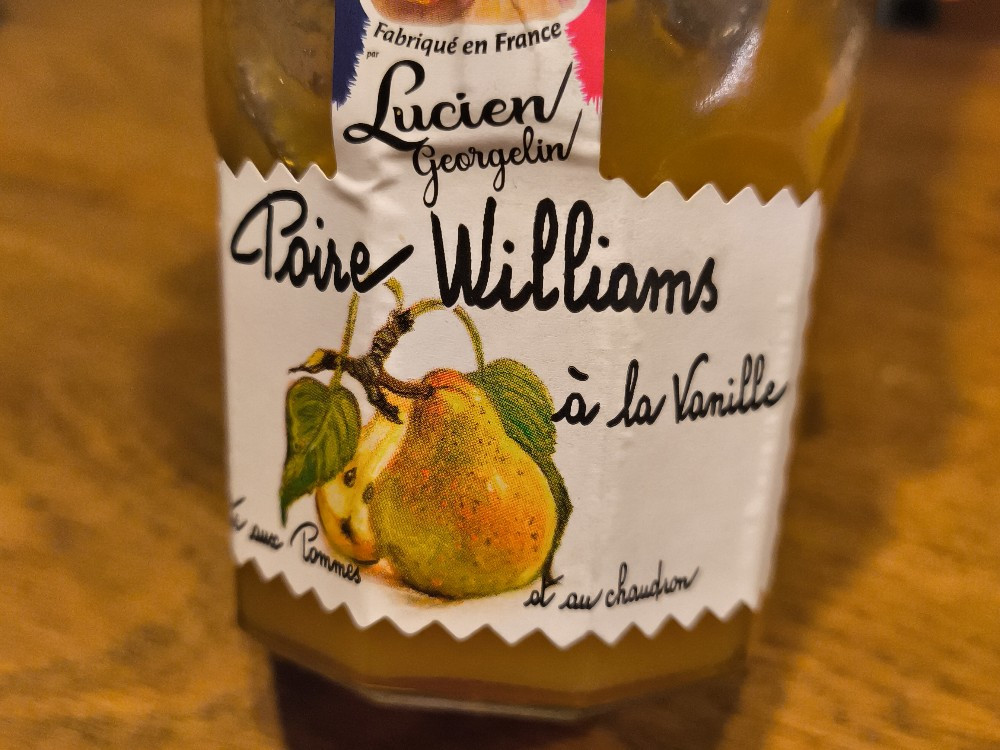 Fabriqué en France
par
Lucien
Georgelin
Poire Williams
à la Vanille
aux Pommes
et au chaudron